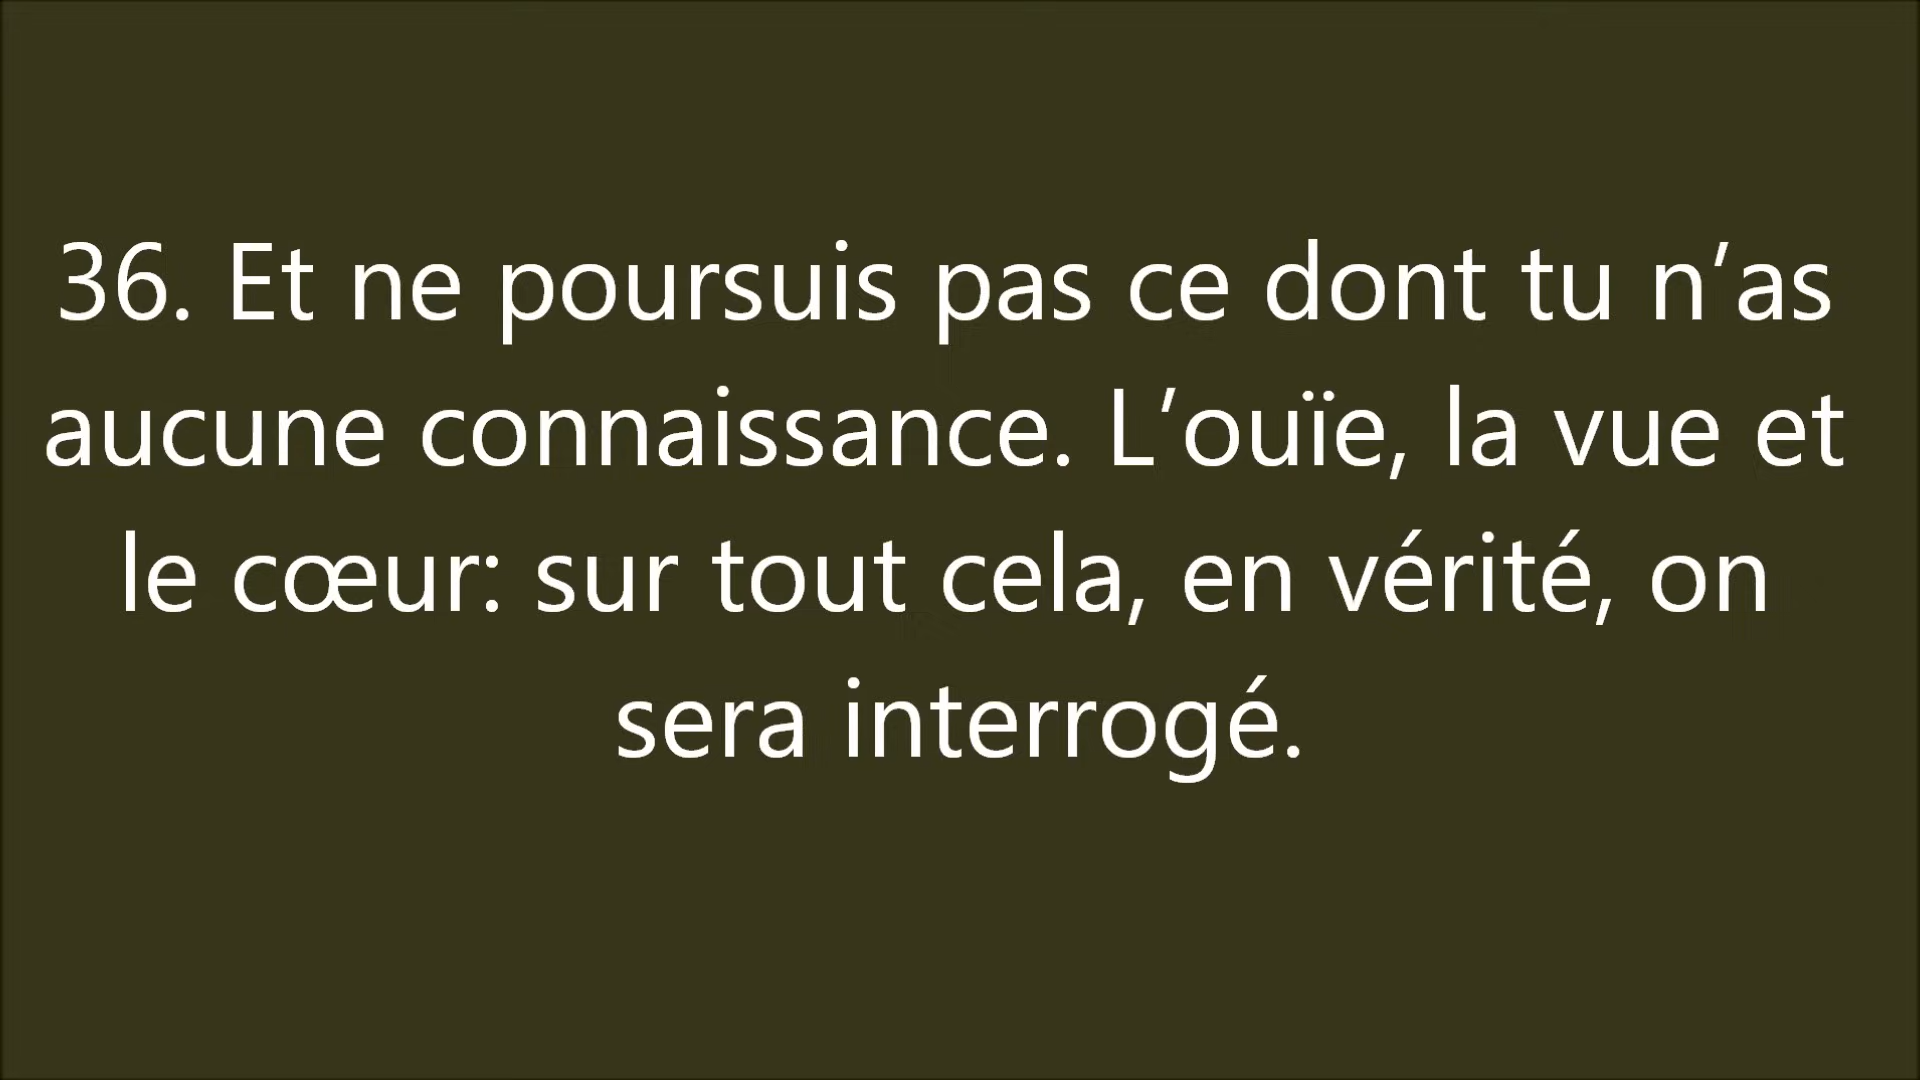 36. Et ne poursuis pas ce dont tu n’as
aucune connaissance. L’ouïe, la vue et
le cœur: sur tout cela, en vérité, on
sera interrogé.